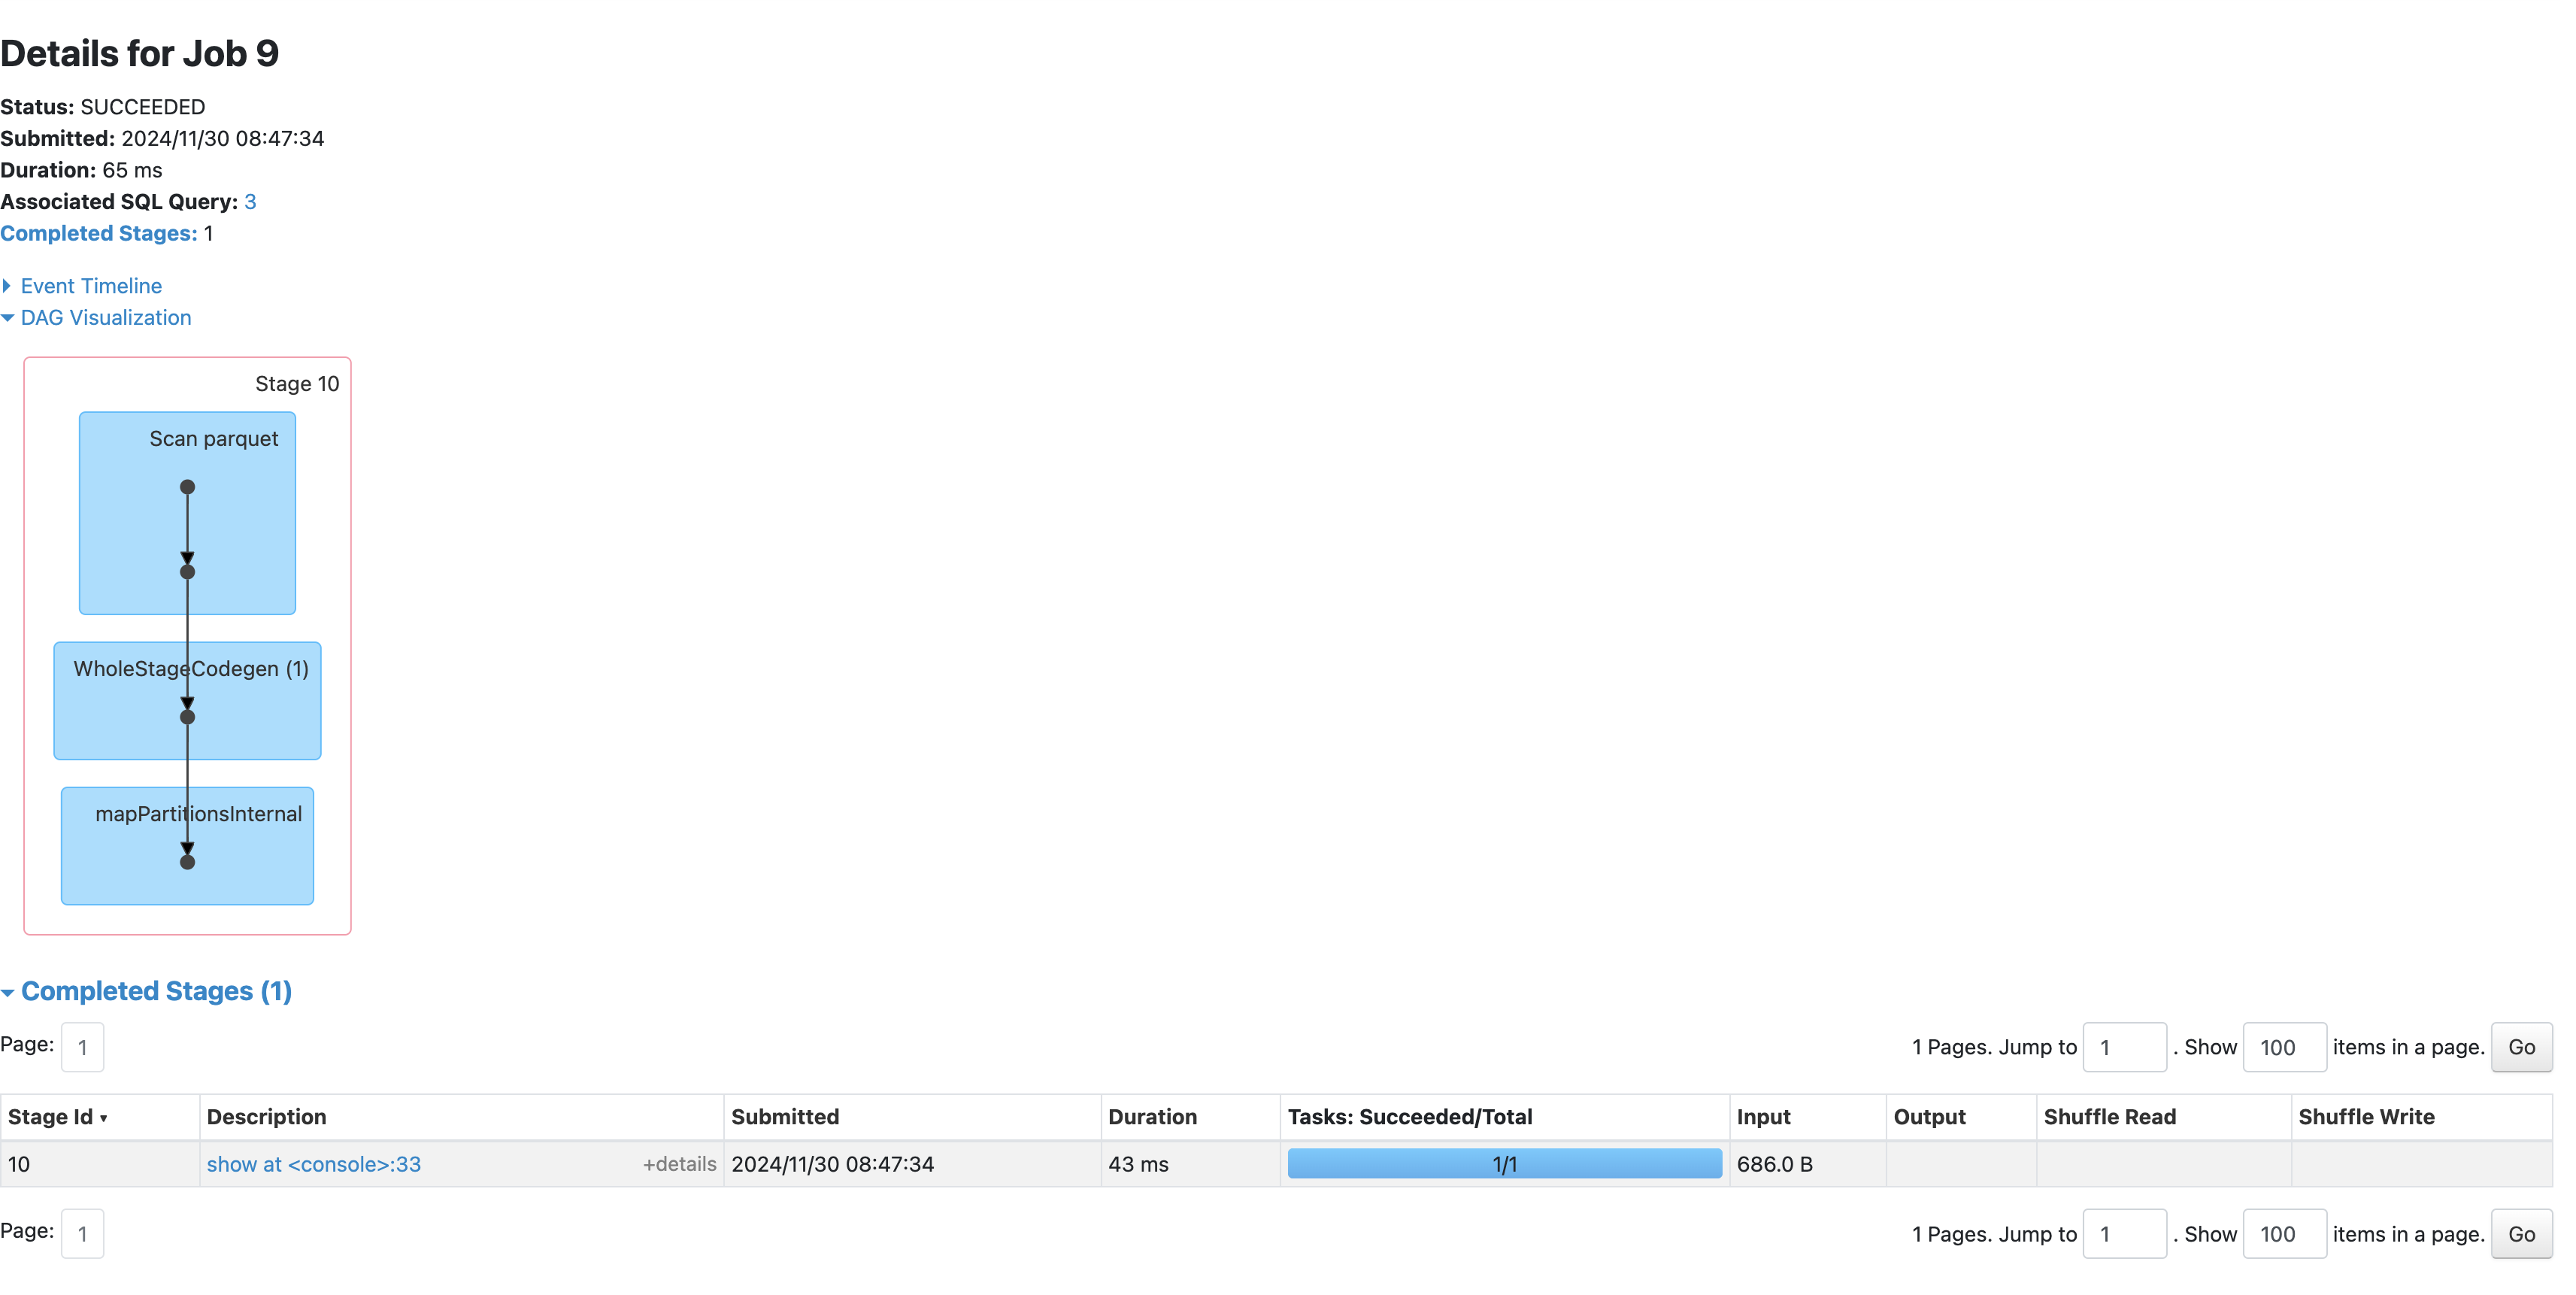 Details for Job 9
Status: SUCCEEDED
Submitted: 2024/11/30 08:47:34
Duration: 65 ms
Associated SQL Query: 3
Completed Stages: 1
Event Timeline
DAG Visualization
Stage 10
Scan parquet
WholeStageCodegen (1)
mapPartitionsInternal
Completed Stages (1)
Page: 1 1 Pages. Jump to 1 . Show 100 items in a page. Go
Stage Id ▾ Description Submitted Duration Tasks: Succeeded/Total Input Output Shuffle Read Shuffle Write
10 show at <console>:33 +details 2024/11/30 08:47:34 43 ms 1/1 686.0 B
Page: 1 1 Pages. Jump to 1 . Show 100 items in a page. Go